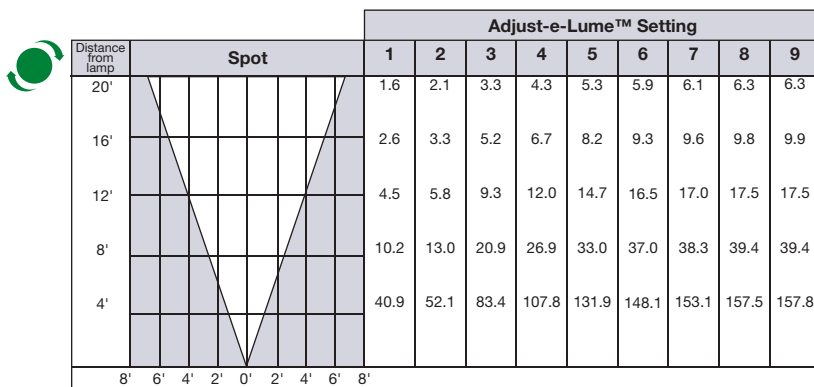 Adjust-e-Lume™ Setting
Distance from lamp Spot 1 2 3 4 5 6 7 8 9
20' 1.6 2.1 3.3 4.3 5.3 5.9 6.1 6.3 6.3
16' 2.6 3.3 5.2 6.7 8.2 9.3 9.6 9.8 9.9
12' 4.5 5.8 9.3 12.0 14.7 16.5 17.0 17.5 17.5
8' 10.2 13.0 20.9 26.9 33.0 37.0 38.3 39.4 39.4
4' 40.9 52.1 83.4 107.8 131.9 148.1 153.1 157.5 157.8
8' 6' 4' 2' 0' 2' 4' 6' 8'